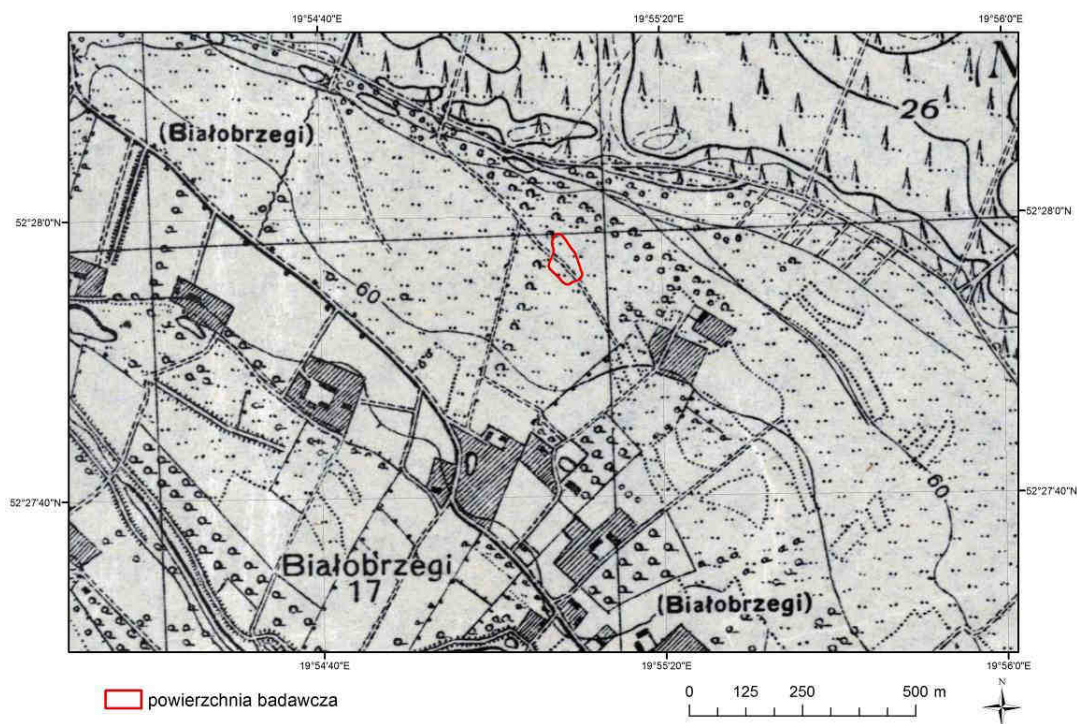 19°54'40"E
19°55'20"E
19°56'0"E
26
(Białobrzegi)
52°28'0"N
52°28'0"N
60
52°27'40"N
60
52°27'40"N
Białobrzegi
17
(Białobrzegi)
19°54'40"E
19°55'20"E
19°56'0"E
powierzchnia badawcza
0 125 250 500 m
N